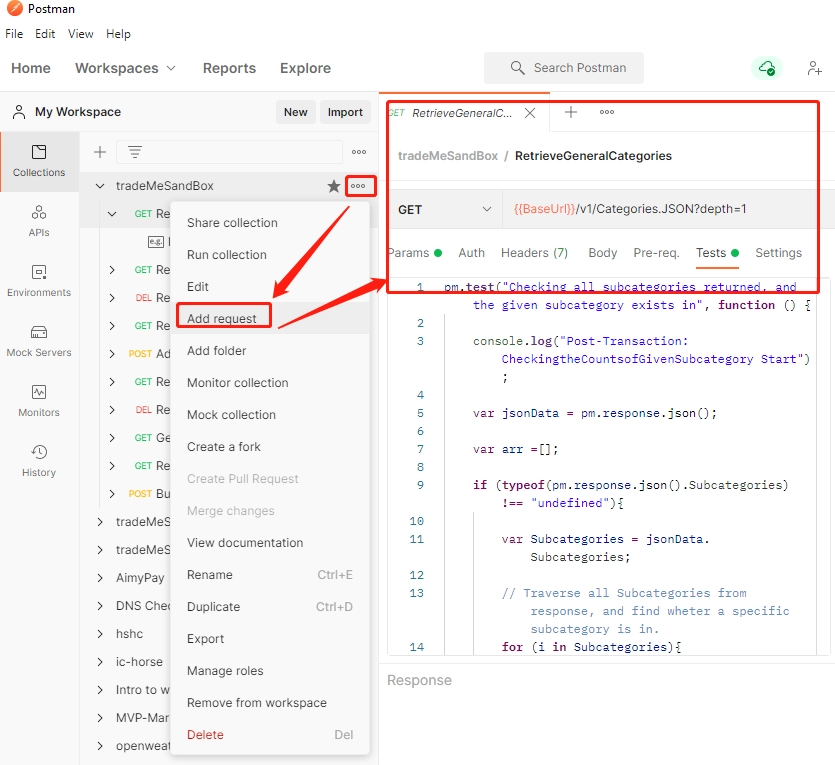 Postman
File Edit View Help
Home Workspaces Reports Explore Search Postman
My Workspace New Import
Collections
APIs
Environments
Mock Servers
Monitors
History
tradeMeSandBox
GET Re
e.g.
GET Re
DEL Re
GET Re
POST Ad
GET Re
DEL Re
GET Ge
GET Re
POST Bu
tradeMeS
tradeMeS
AimyPay
DNS Chec
hshc
ic-horse
Intro to w
MVP-Mar
openweat
Share collection
Run collection
Edit
Add request
Add folder
Monitor collection
Mock collection
Create a fork
Create Pull Request
Merge changes
View documentation
Rename Ctrl+E
Duplicate Ctrl+D
Export
Manage roles
Remove from workspace
Delete Del
GET RetrieveGeneralC...
tradeMeSandBox / RetrieveGeneralCategories
GET {{BaseUrl}}/v1/Categories.JSON?depth=1
Params Auth Headers (7) Body Pre-req. Tests Settings
1 pm.test("Checking all subcategories returned, and
the given subcategory exists in", function () {
2
3 console.log("Post-Transaction:
CheckingtheCountsofGivenSubcategory Start")
;
4
5 var jsonData = pm.response.json();
6
7 var arr =[];
8
9 if (typeof(pm.response.json().Subcategories)
!== "undefined"){
10
11 var Subcategories = jsonData.
Subcategories;
12
13 // Traverse all Subcategories from
response, and find wheter a specific
subcategory is in.
14 for (i in Subcategories){
Response